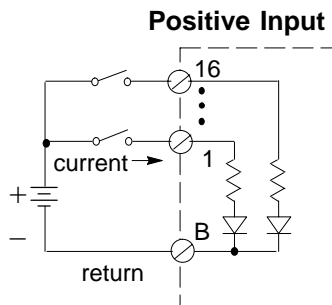 Positive Input
16
1
current
+
–
B
return